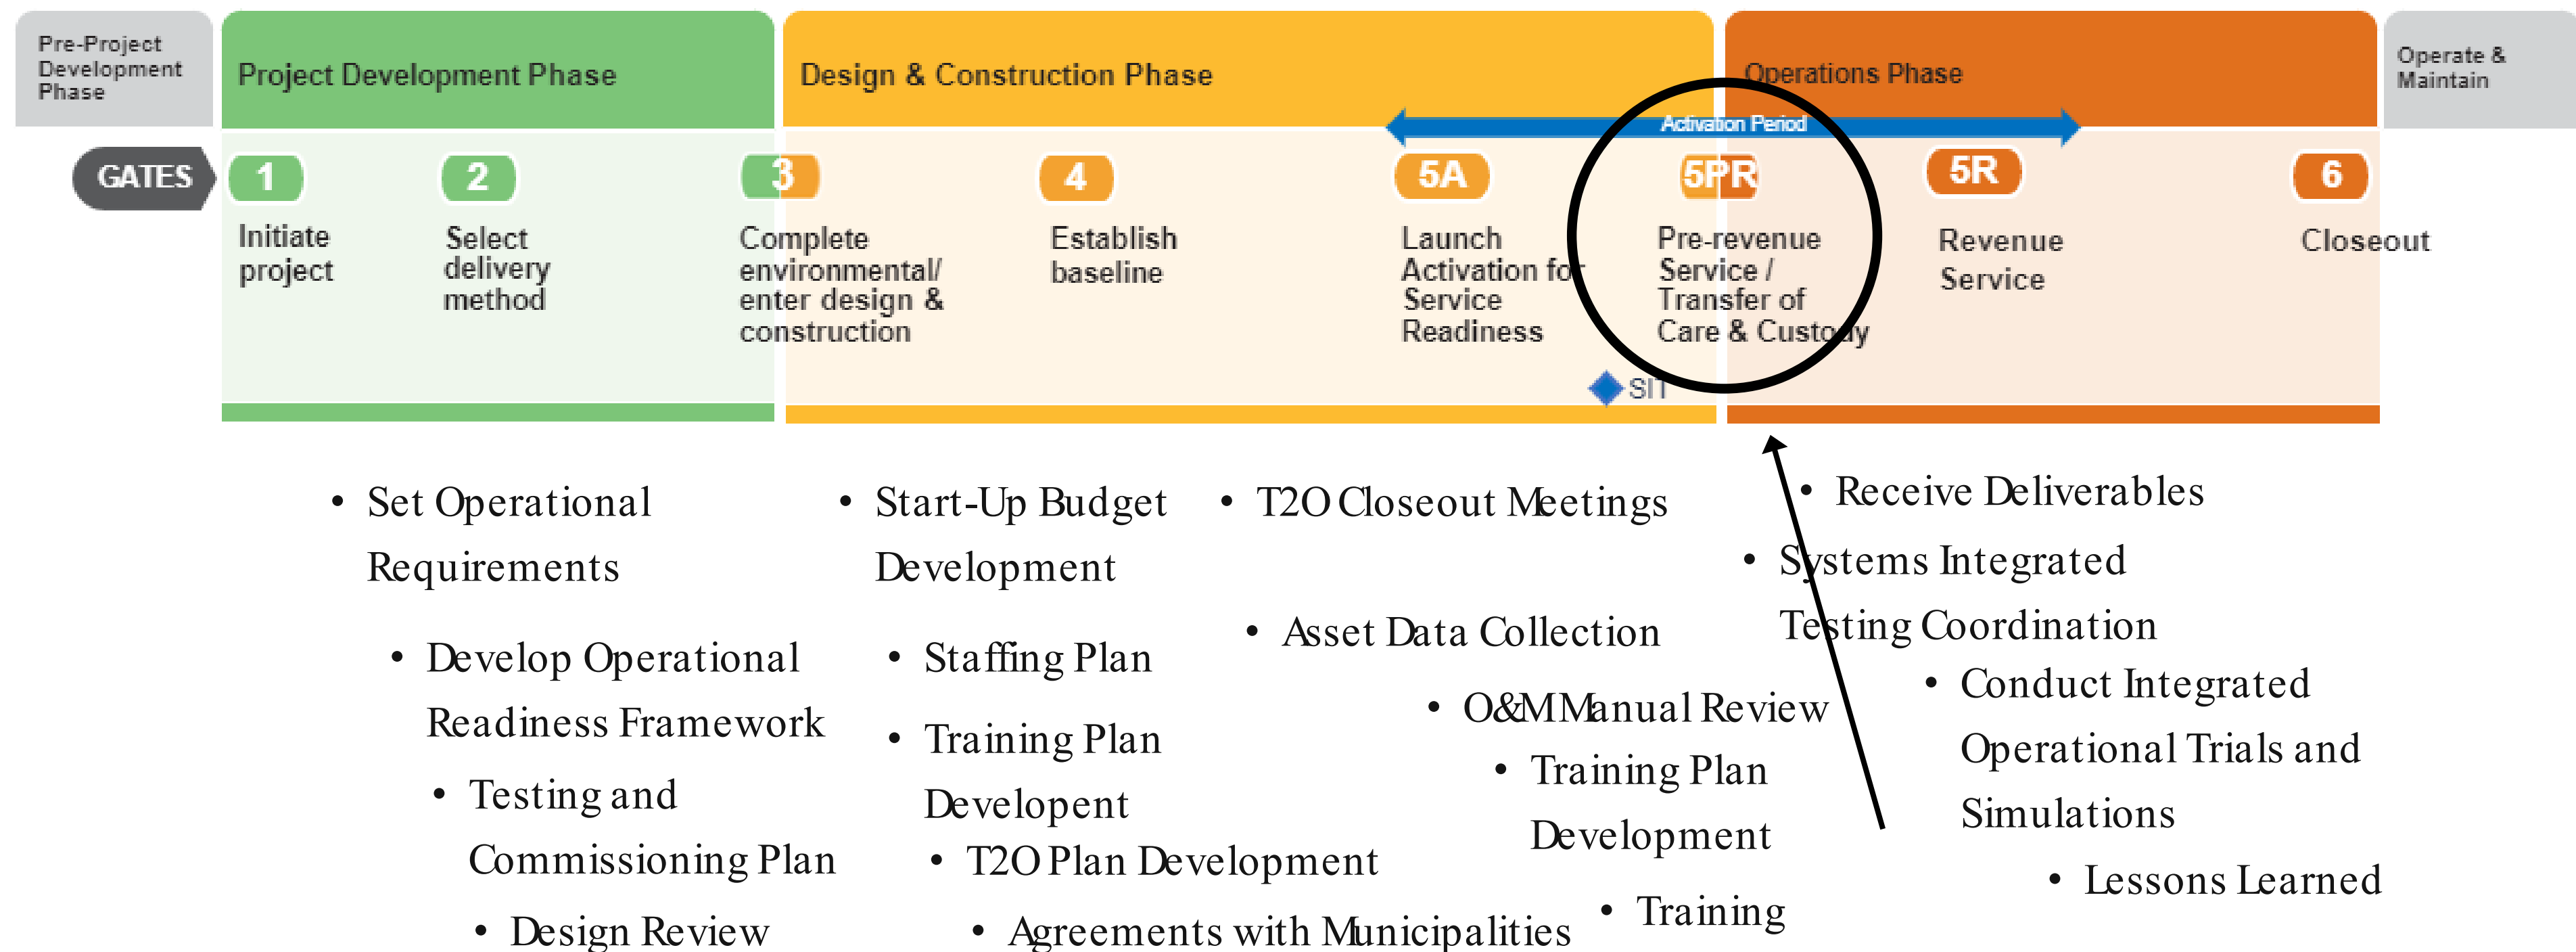 Pre-Project
Development
Phase
Project Development Phase
Design & Construction Phase
Operations Phase
Operate &
Maintain
Activation Period
GATES
1
2
3
4
5A
5PR
5R
6
Initiate
project
Select
delivery
method
Complete
environmental/
enter design &
construction
Establish
baseline
Launch
Activation for
Service
Readiness
Pre-revenue
Service /
Transfer of
Care & Custody
Revenue
Service
Closeout
SIT
• Set Operational
Requirements
• Develop Operational
Readiness Framework
• Testing and
Commissioning Plan
• Design Review
• Start-Up Budget
Development
• Staffing Plan
• Training Plan
Developent
• T2O Plan Development
• Agreements with Municipalities
• T2O Closeout Meetings
• Asset Data Collection
• O&M Manual Review
• Training Plan
Development
• Training
• Receive Deliverables
• Systems Integrated
Testing Coordination
• Conduct Integrated
Operational Trials and
Simulations
• Lessons Learned